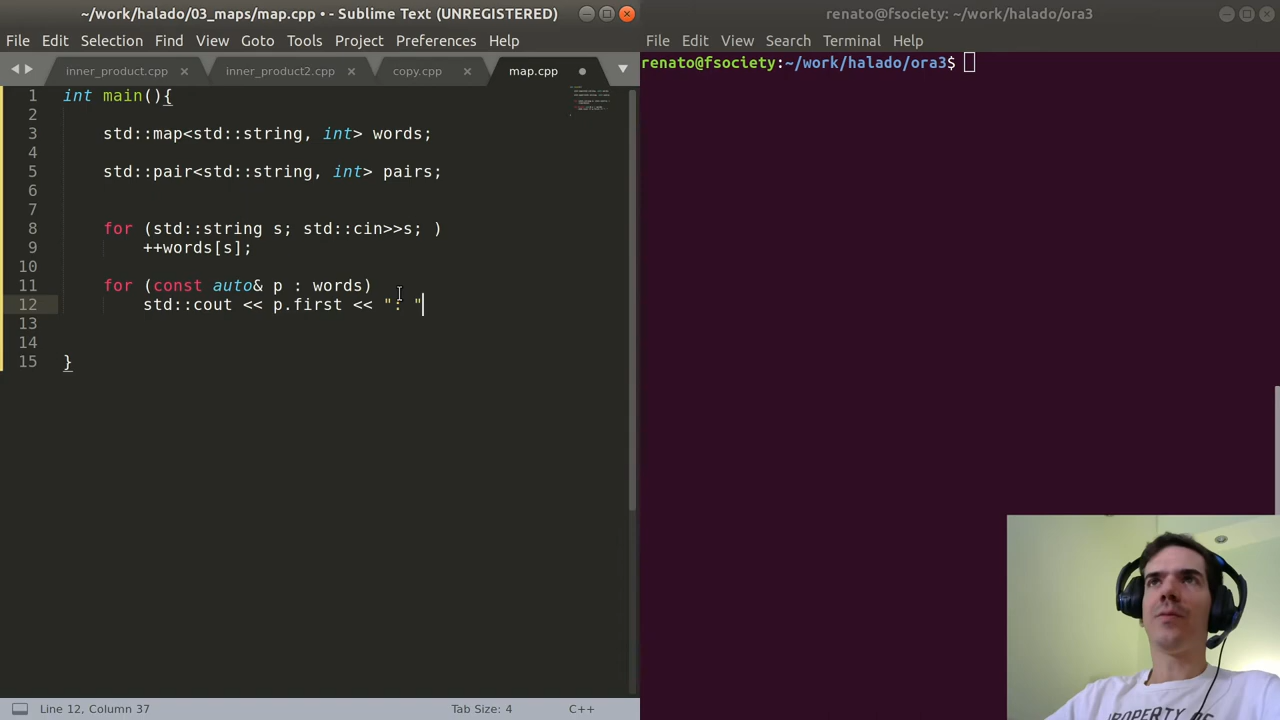 ~/work/halado/03_maps/map.cpp • - Sublime Text (UNREGISTERED)
File Edit Selection Find View Goto Tools Project Preferences Help
inner_product.cpp × inner_product2.cpp × copy.cpp × map.cpp
1 int main(){
2
3 std::map<std::string, int> words;
4
5 std::pair<std::string, int> pairs;
6
7
8 for (std::string s; std::cin>>s; )
9 ++words[s];
10
11 for (const auto& p : words)
12 std::cout << p.first << ": "
13
14
15 }
Line 12, Column 37 Tab Size: 4 C++
renato@fsociety: ~/work/halado/ora3
File Edit View Search Terminal Help
renato@fsociety:~/work/halado/ora3$
PROPERTY OF